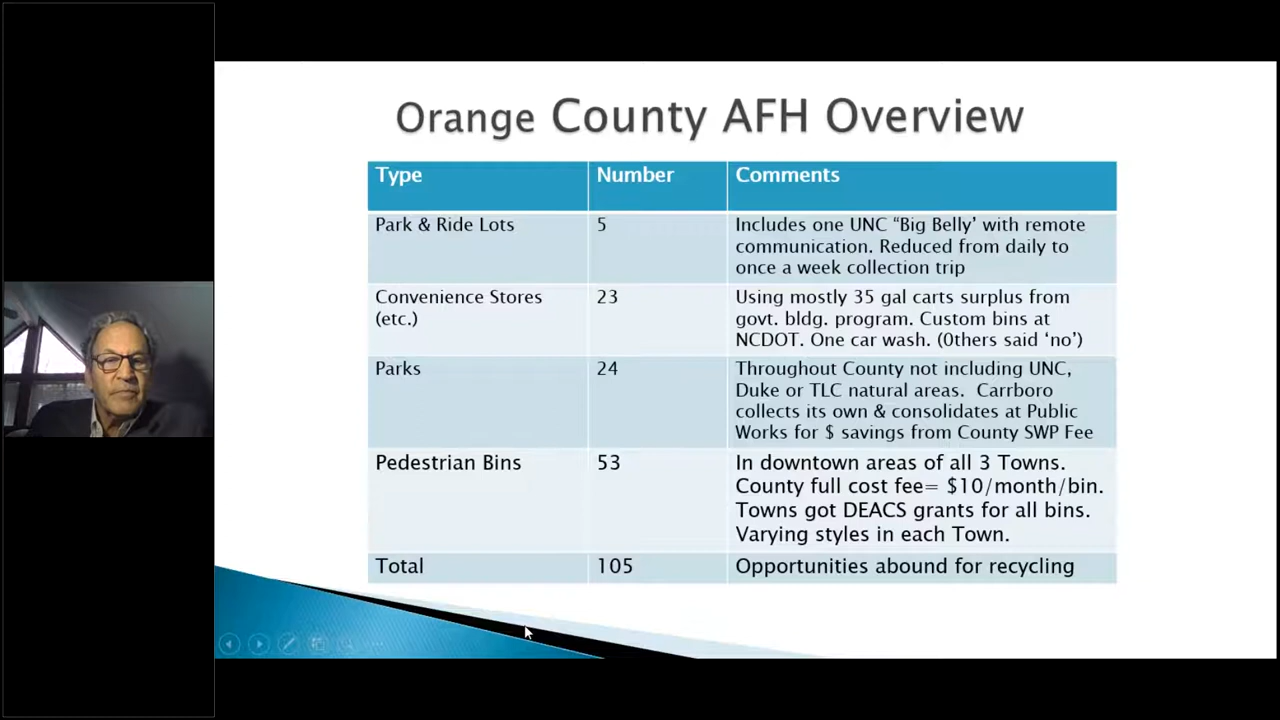 Orange County AFH Overview
Type Number Comments
Park & Ride Lots 5 Includes one UNC “Big Belly’ with remote
communication. Reduced from daily to
once a week collection trip
Convenience Stores 23 Using mostly 35 gal carts surplus from
(etc.) govt. bldg. program. Custom bins at
NCDOT. One car wash. (0thers said ‘no’)
Parks 24 Throughout County not including UNC,
Duke or TLC natural areas. Carrboro
collects its own & consolidates at Public
Works for $ savings from County SWP Fee
Pedestrian Bins 53 In downtown areas of all 3 Towns.
County full cost fee= $10/month/bin.
Towns got DEACS grants for all bins.
Varying styles in each Town.
Total 105 Opportunities abound for recycling